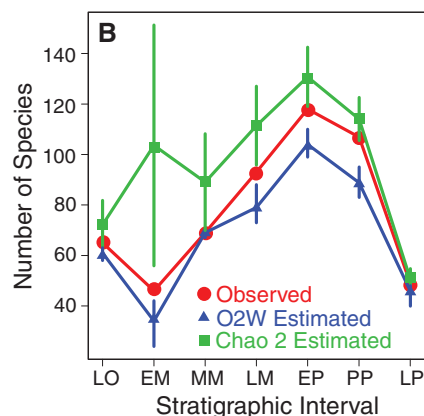 B
Number of Species
140
120
100
80
60
40
Observed
O2W Estimated
Chao 2 Estimated
LO EM MM LM EP PP LP
Stratigraphic Interval